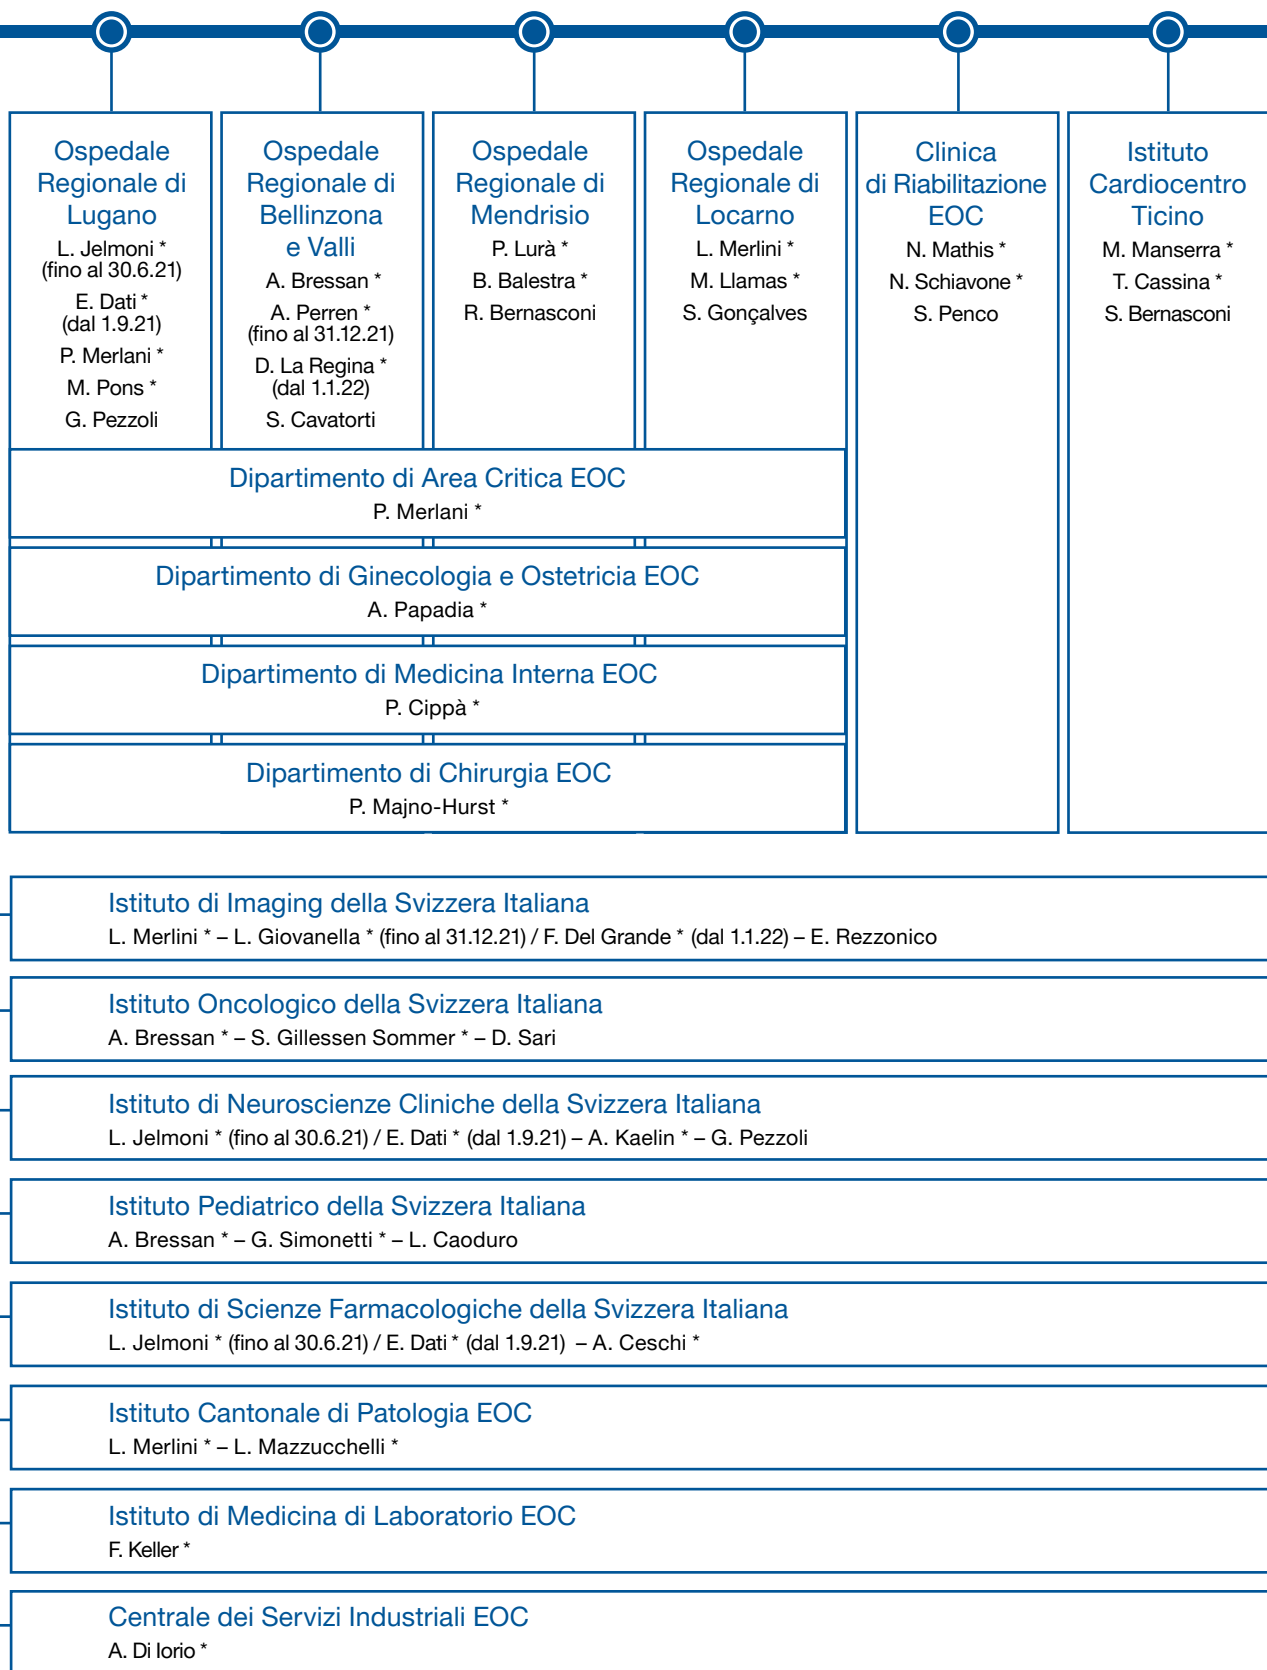 Ospedale
Regionale di
Lugano
L. Jelmoni *
(fino al 30.6.21)
E. Dati *
(dal 1.9.21)
P. Merlani *
M. Pons *
G. Pezzoli
Ospedale
Regionale di
Bellinzona
e Valli
A. Bressan *
A. Perren *
(fino al 31.12.21)
D. La Regina *
(dal 1.1.22)
S. Cavatorti
Ospedale
Regionale di
Mendrisio
P. Lurà *
B. Balestra *
R. Bernasconi
Ospedale
Regionale di
Locarno
L. Merlini *
M. Llamas *
S. Gonçalves
Clinica
di Riabilitazione
EOC
N. Mathis *
N. Schiavone *
S. Penco
Istituto
Cardiocentro
Ticino
M. Manserra *
T. Cassina *
S. Bernasconi
Dipartimento di Area Critica EOC
P. Merlani *
Dipartimento di Ginecologia e Ostetricia EOC
A. Papadia *
Dipartimento di Medicina Interna EOC
P. Cippà *
Dipartimento di Chirurgia EOC
P. Majno-Hurst *
Istituto di Imaging della Svizzera Italiana
L. Merlini * – L. Giovanella * (fino al 31.12.21) / F. Del Grande * (dal 1.1.22) – E. Rezzonico
Istituto Oncologico della Svizzera Italiana
A. Bressan * – S. Gillessen Sommer * – D. Sari
Istituto di Neuroscienze Cliniche della Svizzera Italiana
L. Jelmoni * (fino al 30.6.21) / E. Dati * (dal 1.9.21) – A. Kaelin * – G. Pezzoli
Istituto Pediatrico della Svizzera Italiana
A. Bressan * – G. Simonetti * – L. Caoduro
Istituto di Scienze Farmacologiche della Svizzera Italiana
L. Jelmoni * (fino al 30.6.21) / E. Dati * (dal 1.9.21) – A. Ceschi *
Istituto Cantonale di Patologia EOC
L. Merlini * – L. Mazzucchelli *
Istituto di Medicina di Laboratorio EOC
F. Keller *
Centrale dei Servizi Industriali EOC
A. Di Iorio *